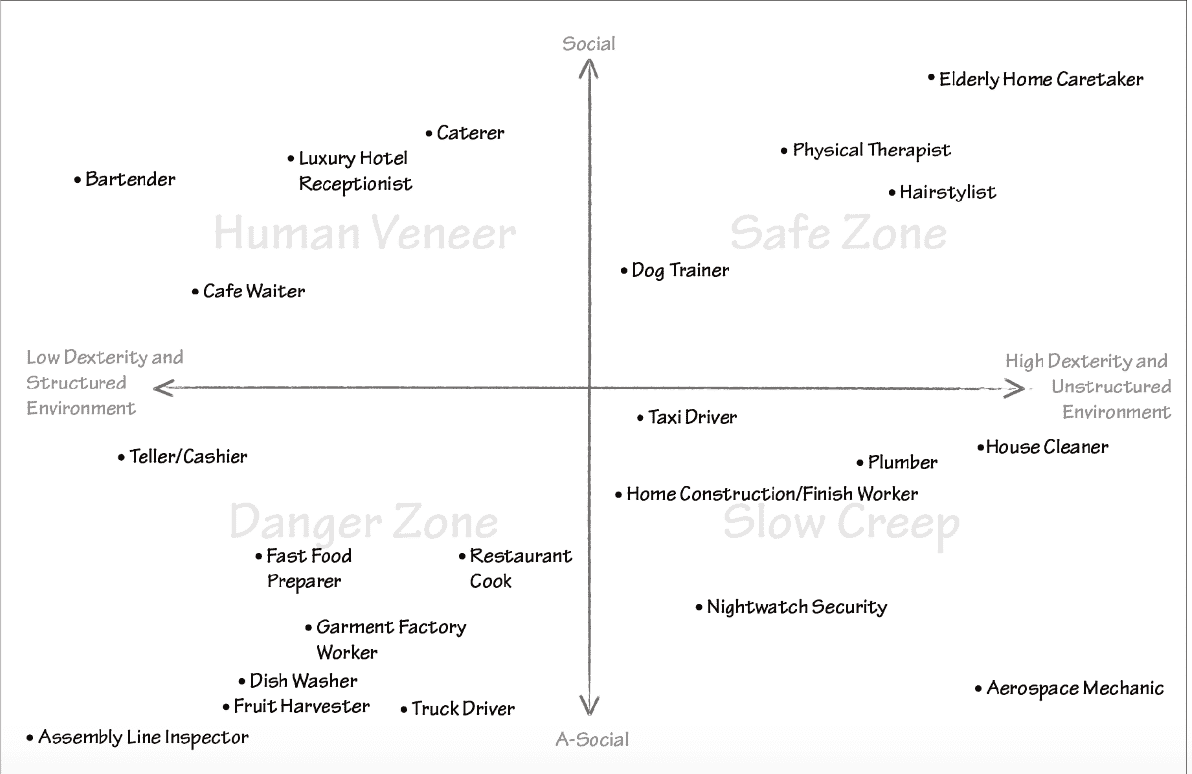 Social
Elderly Home Caretaker
Caterer
Physical Therapist
Luxury Hotel
Receptionist
Bartender
Hairstylist
Human Veneer
Safe Zone
Dog Trainer
Cafe Waiter
Low Dexterity and
Structured
Environment
High Dexterity and
Unstructured
Environment
Taxi Driver
House Cleaner
Teller/Cashier
Plumber
Home Construction/Finish Worker
Danger Zone
Slow Creep
Fast Food
Preparer
Restaurant
Cook
Nightwatch Security
Garment Factory
Worker
Dish Washer
Aerospace Mechanic
Fruit Harvester
Truck Driver
Assembly Line Inspector
A-Social